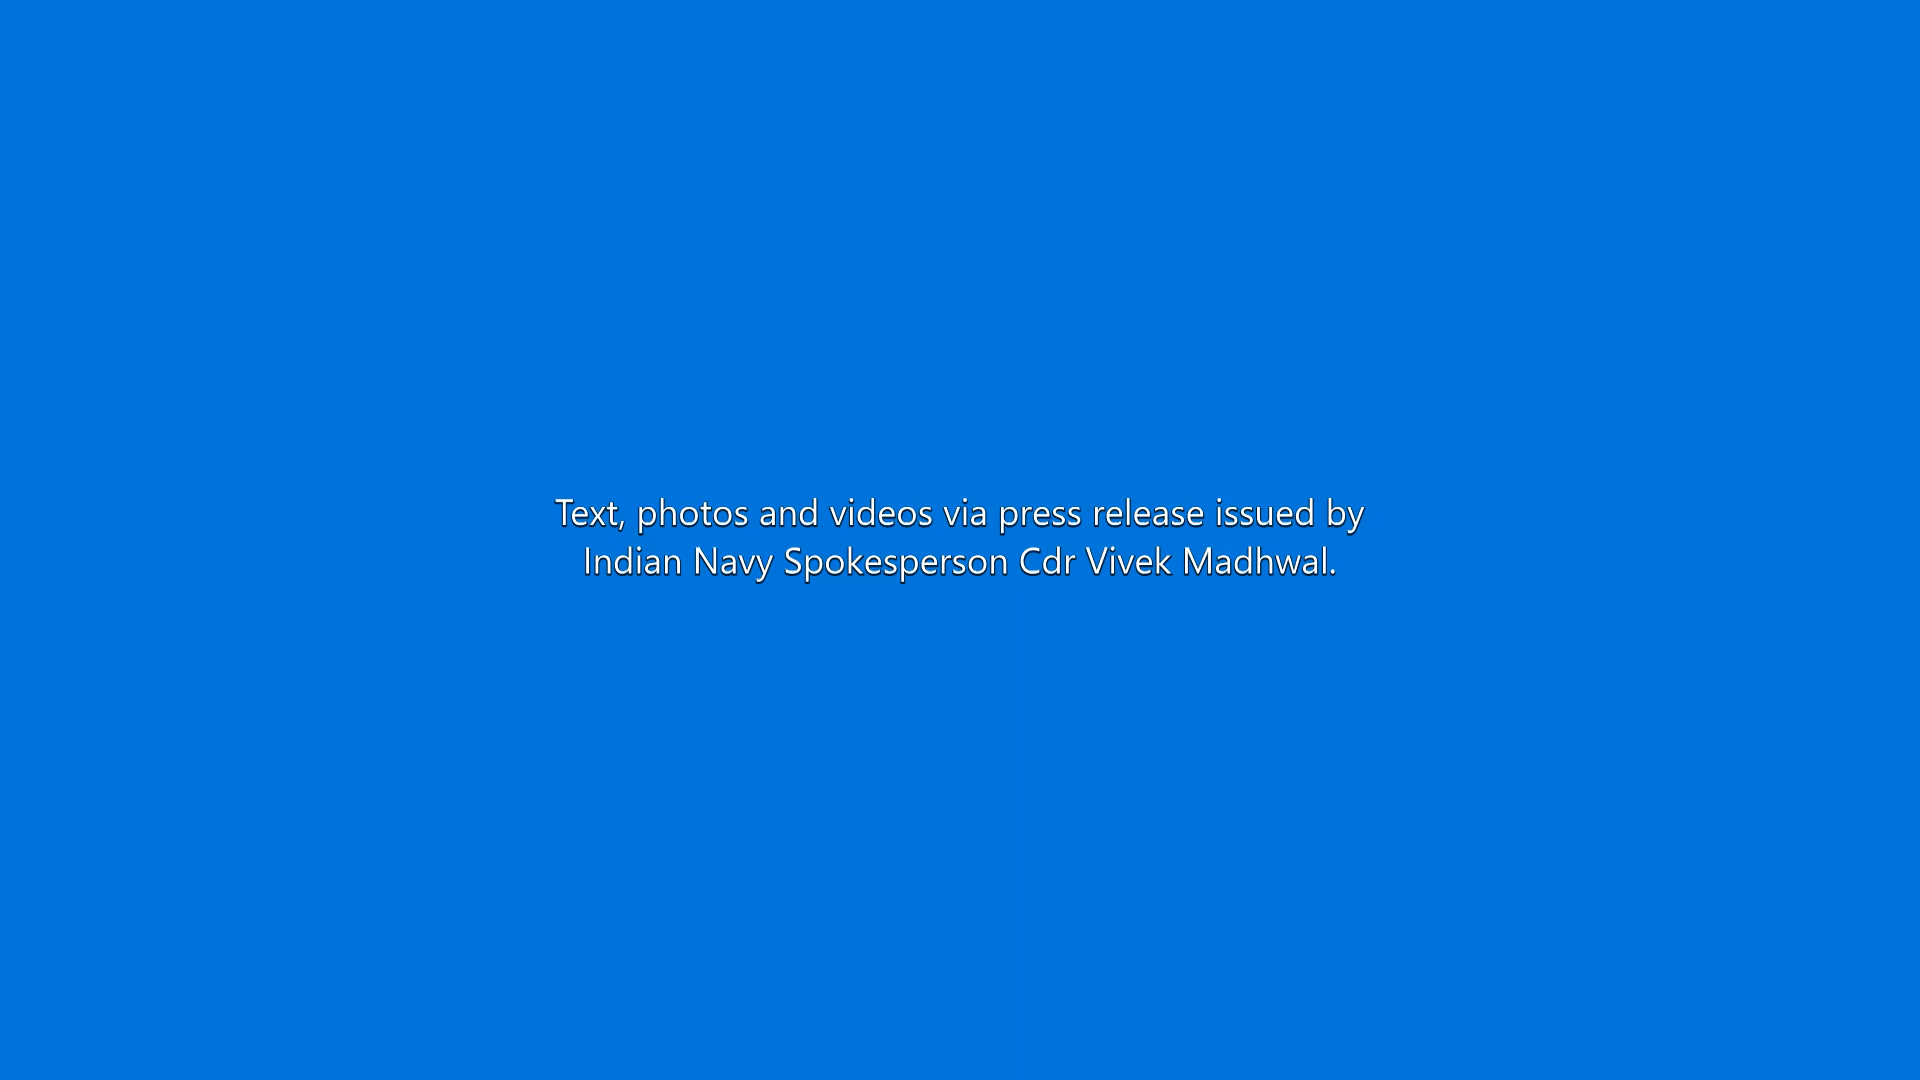 Text, photos and videos via press release issued by
Indian Navy Spokesperson Cdr Vivek Madhwal.